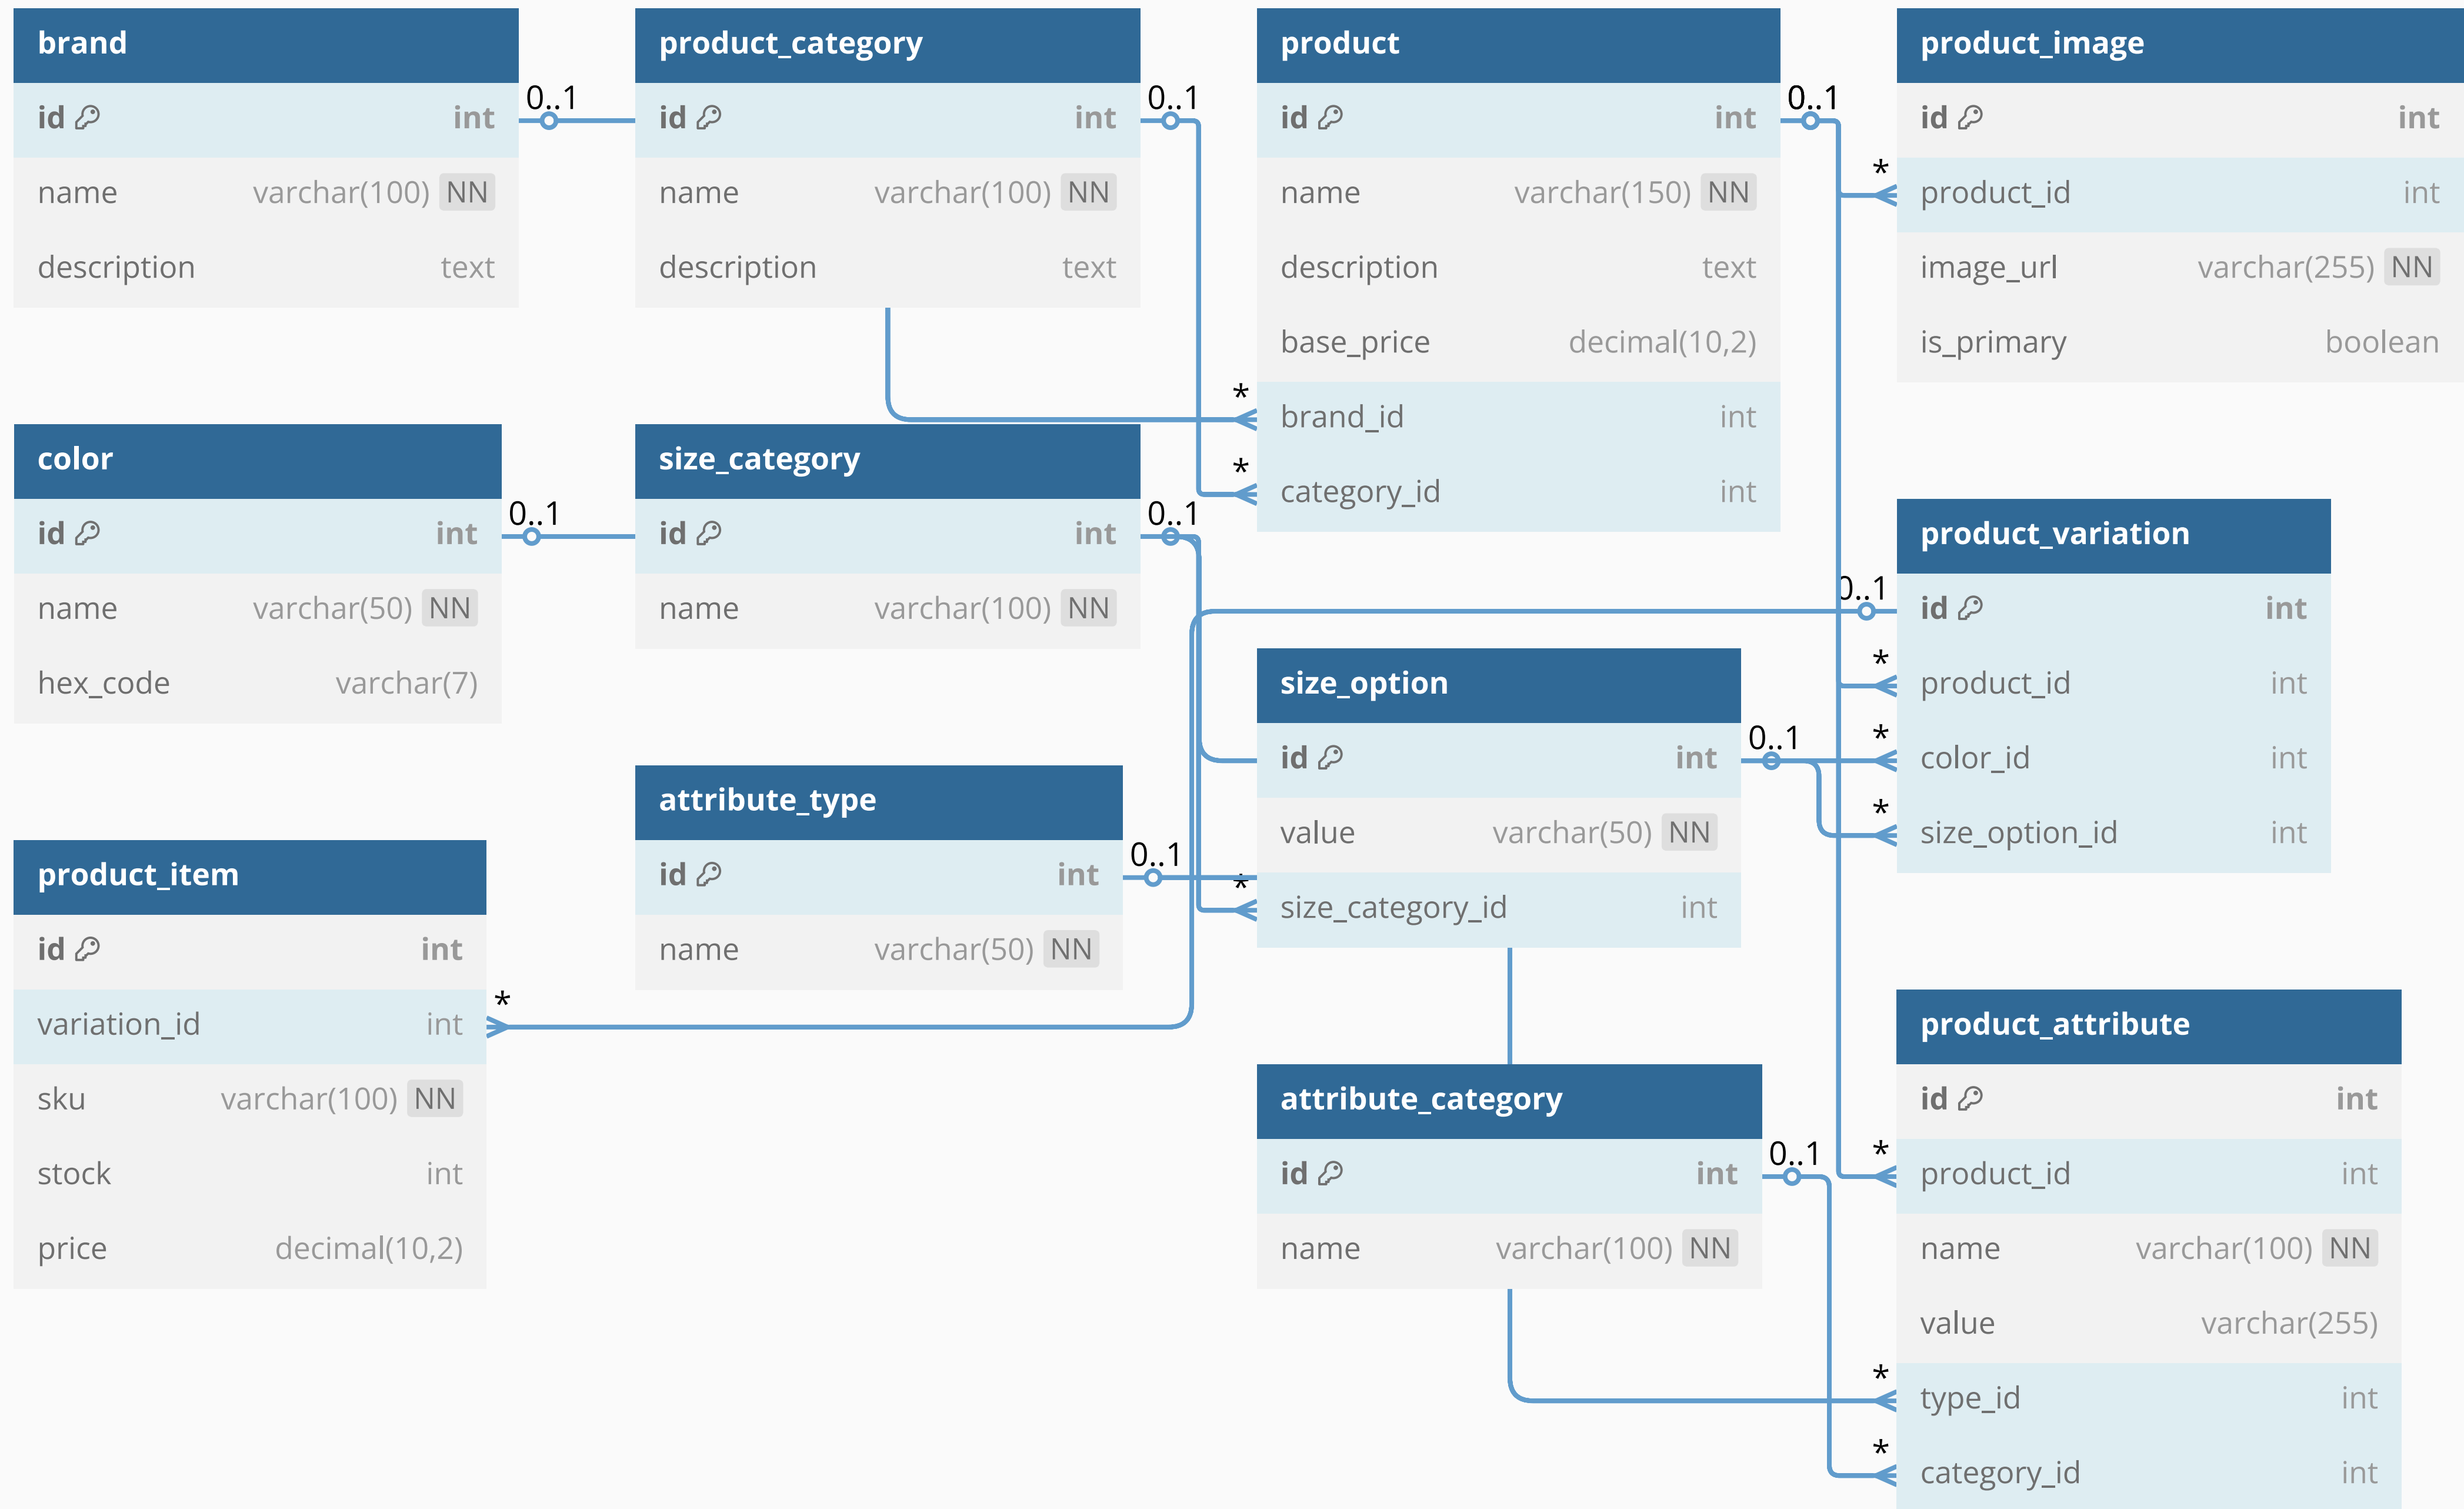 brand
id int
name varchar(100) NN
description text
0..1
product_category
id int
name varchar(100) NN
description text
0..1
product
id int
name varchar(150) NN
description text
base_price decimal(10,2)
* brand_id int
* category_id int
0..1
product_image
id int
* product_id int
image_url varchar(255) NN
is_primary boolean
color
id int
name varchar(50) NN
hex_code varchar(7)
0..1
size_category
id int
name varchar(100) NN
0..1
product_variation
0..1
id int
* product_id int
* color_id int
* size_option_id int
size_option
id int
value varchar(50) NN
* size_category_id int
0..1
attribute_type
id int
name varchar(50) NN
0..1
product_item
id int
variation_id int *
sku varchar(100) NN
stock int
price decimal(10,2)
attribute_category
id int
name varchar(100) NN
0..1
product_attribute
id int
* product_id int
name varchar(100) NN
value varchar(255)
* type_id int
* category_id int